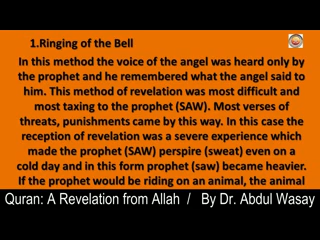 1.Ringing of the Bell
In this method the voice of the angel was heard only by
the prophet and he remembered what the angel said to
him. This method of revelation was most difficult and
most taxing to the prophet (SAW). Most verses of
threats, punishments came by this way. In this case the
reception of revelation was a severe experience which
made the prophet (SAW) perspire (sweat) even on a
cold day and in this form prophet (saw) became heavier.
If the prophet would be riding on an animal, the animal
Quran: A Revelation from Allah / By Dr. Abdul Wasay